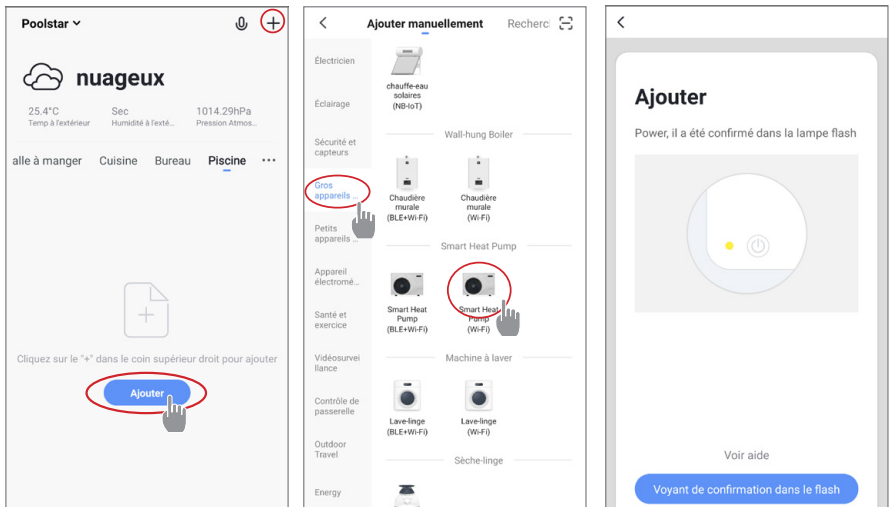 Poolstar
nuageux
25.4°C Sec 1014.29hPa
Temp à l'extérieur Humidité à l'exté... Pression Atmos...
alle à manger Cuisine Bureau Piscine ...
Cliquez sur le "+" dans le coin supérieur droit pour ajouter
Ajouter
Ajouter manuellement Recherc
Électricien
Éclairage
Sécurité et
capteurs
Gros
appareils ...
Petits
appareils ...
Appareil
électromé...
Santé et
exercice
Vidéosurvei
llance
Contrôle de
passerelle
Outdoor
Travel
Energy
chauffe-eau
solaires
(NB-IoT)
Wall-hung Boiler
Chaudière
murale
(BLE+Wi-Fi)
Chaudière
murale
(Wi-Fi)
Smart Heat Pump
Smart Heat
Pump
(BLE+Wi-Fi)
Smart Heat
Pump
(Wi-Fi)
Machine à laver
Lave-linge
(BLE+Wi-Fi)
Lave-linge
(Wi-Fi)
Sèche-linge
Ajouter
Power, il a été confirmé dans la lampe flash
Voir aide
Voyant de confirmation dans le flash